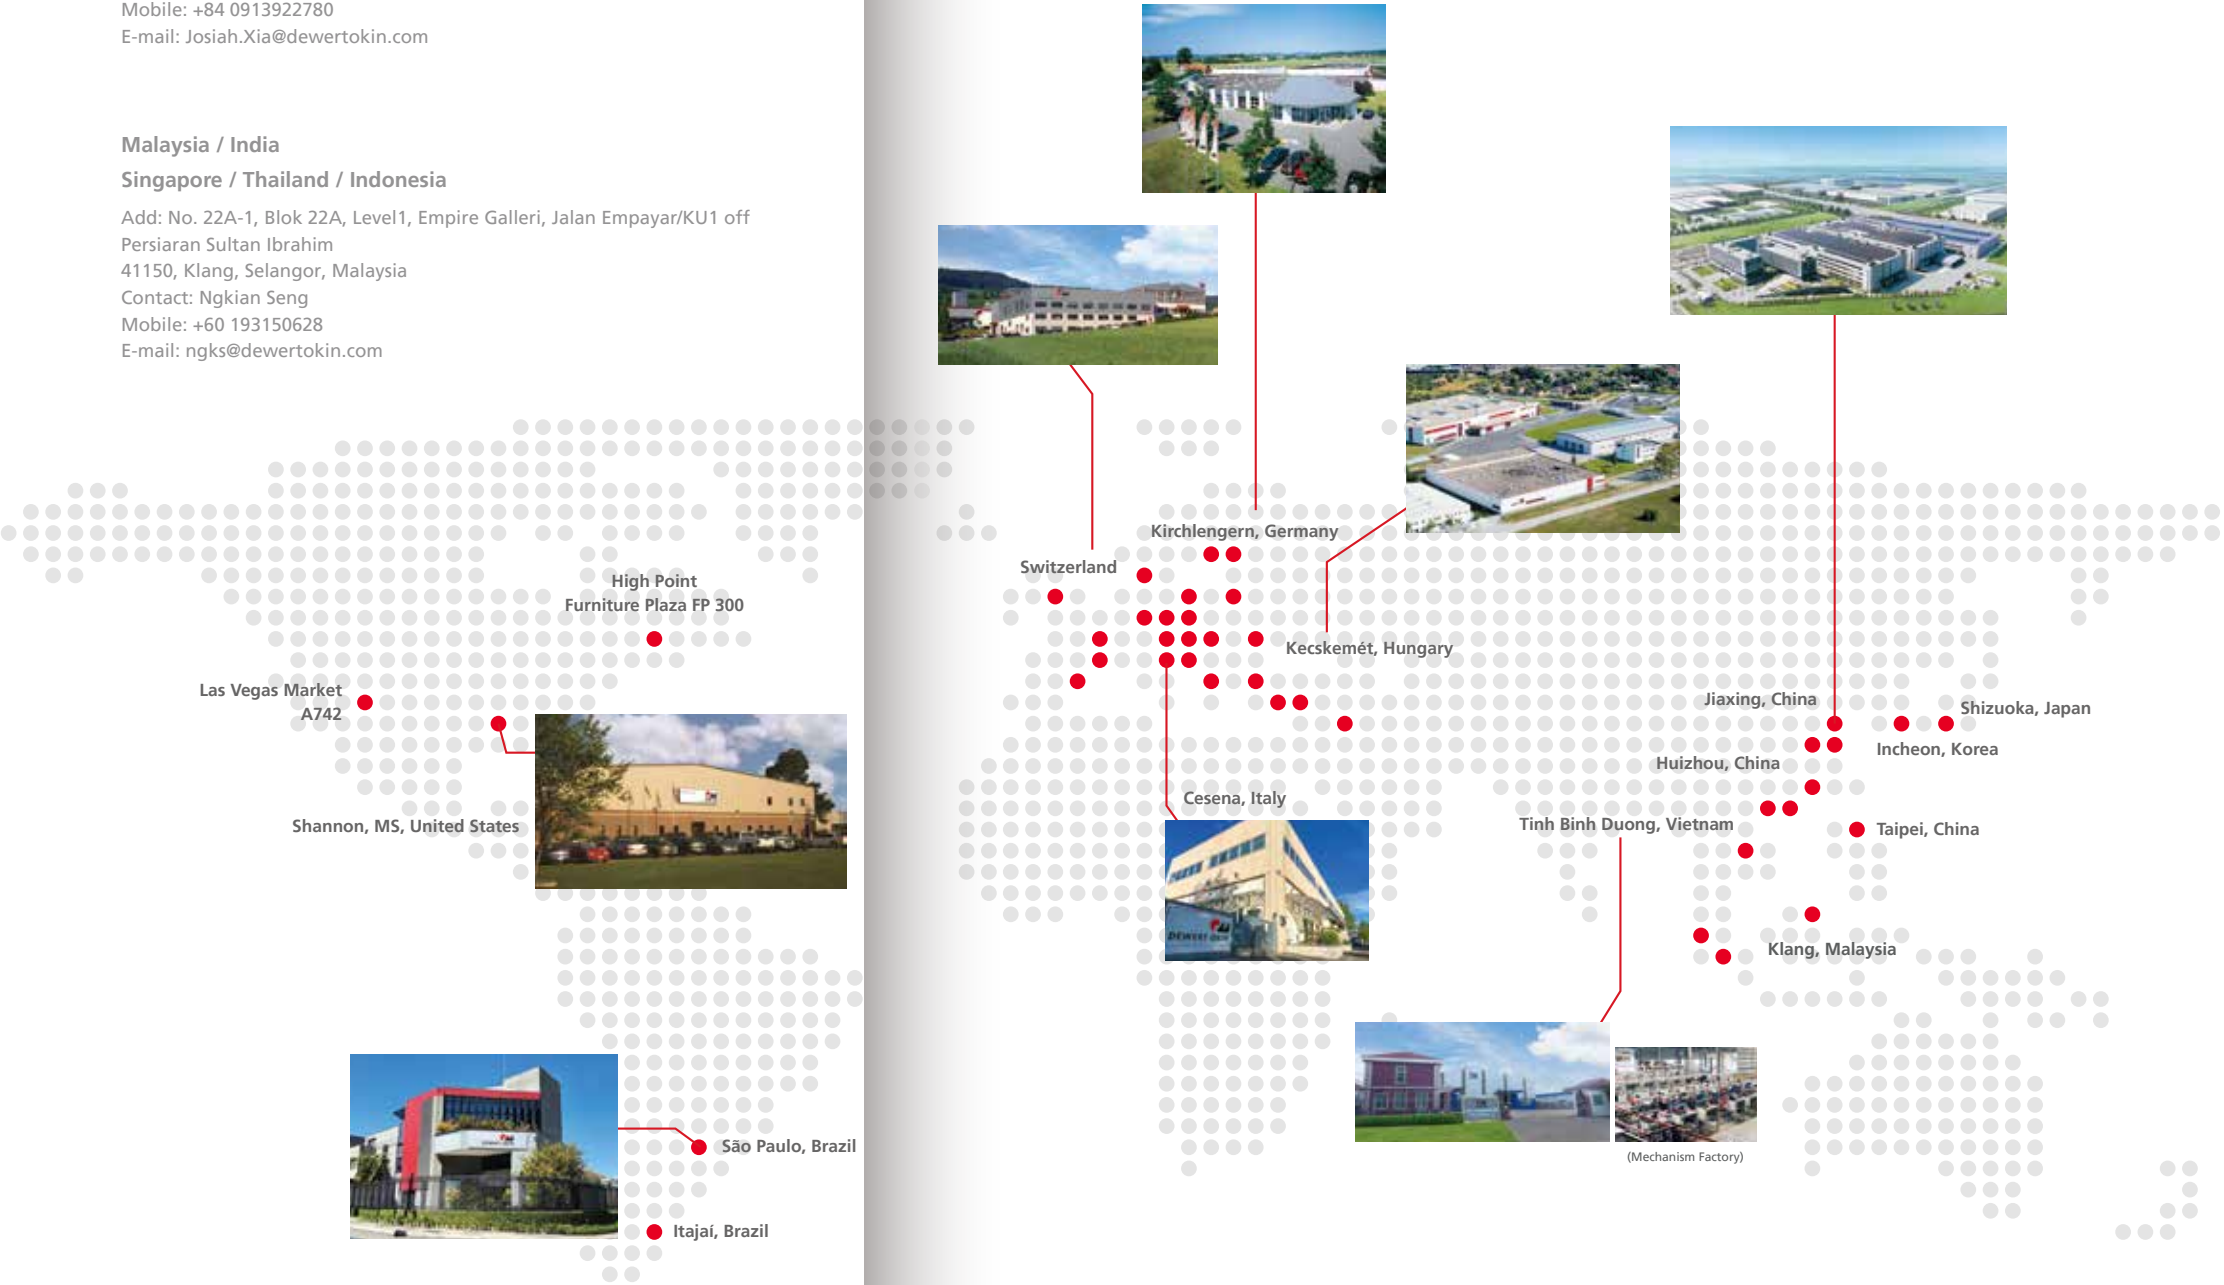 Mobile: +84 0913922780
E-mail: Josiah.Xia@dewertokin.com
Malaysia / India
Singapore / Thailand / Indonesia
Add: No. 22A-1, Blok 22A, Level1, Empire Galleri, Jalan Empayar/KU1 off
Persiaran Sultan Ibrahim
41150, Klang, Selangor, Malaysia
Contact: Ngkian Seng
Mobile: +60 193150628
E-mail: ngks@dewertokin.com
High Point
Furniture Plaza FP 300
Las Vegas Market
A742
Shannon, MS, United States
São Paulo, Brazil
Itajaí, Brazil
Kirchlengern, Germany
Switzerland
Kecskemét, Hungary
Cesena, Italy
DEWERT OKIN
Jiaxing, China
Shizuoka, Japan
Incheon, Korea
Huizhou, China
Tinh Binh Duong, Vietnam
Taipei, China
Klang, Malaysia
(Mechanism Factory)